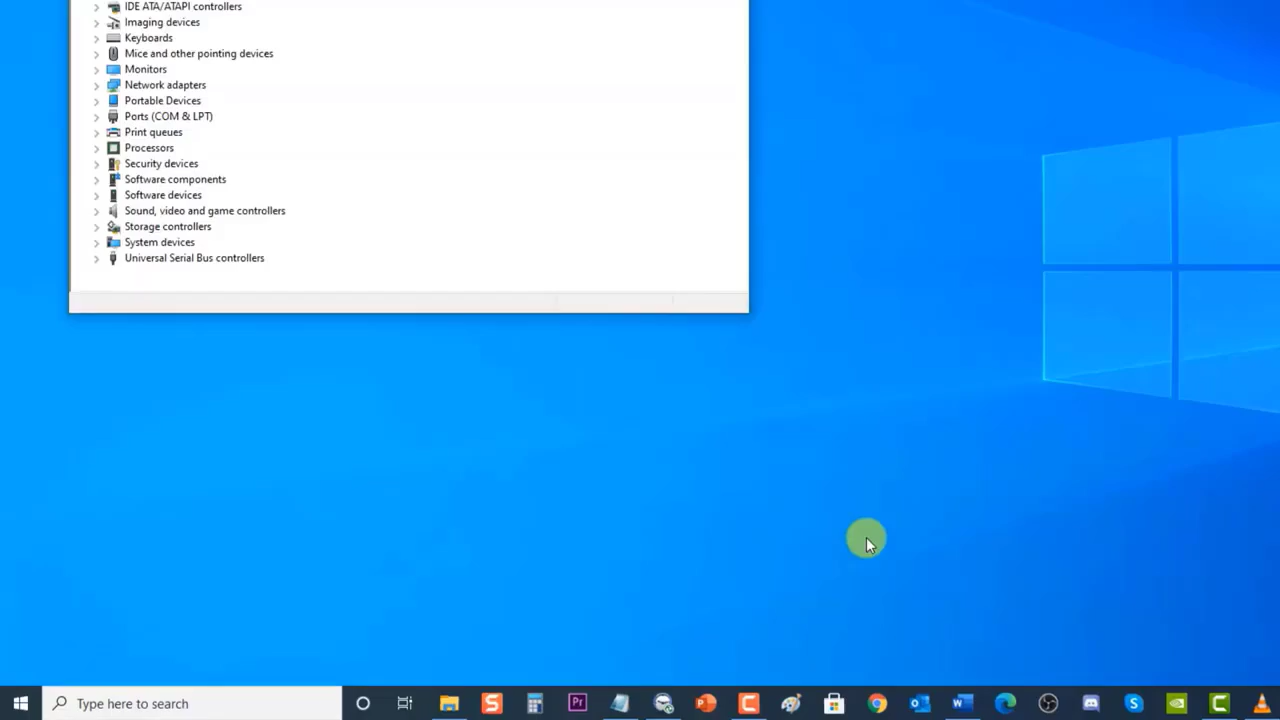 IDE ATA/ATAPI controllers
Imaging devices
Keyboards
Mice and other pointing devices
Monitors
Network adapters
Portable Devices
Ports (COM & LPT)
Print queues
Processors
Security devices
Software components
Software devices
Sound, video and game controllers
Storage controllers
System devices
Universal Serial Bus controllers
Type here to search
S
Pr
P
C
W
S
C